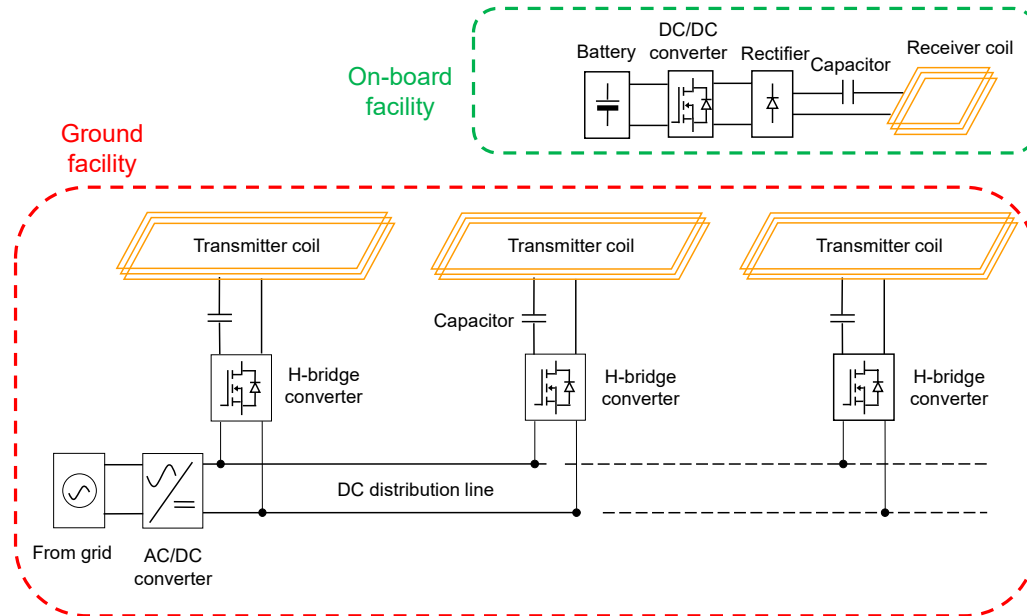 On-board
facility
Battery
DC/DC
converter
Rectifier
Capacitor
Receiver coil
Ground
facility
Transmitter coil
Transmitter coil
Transmitter coil
Capacitor
H-bridge
converter
H-bridge
converter
H-bridge
converter
DC distribution line
From grid
AC/DC
converter